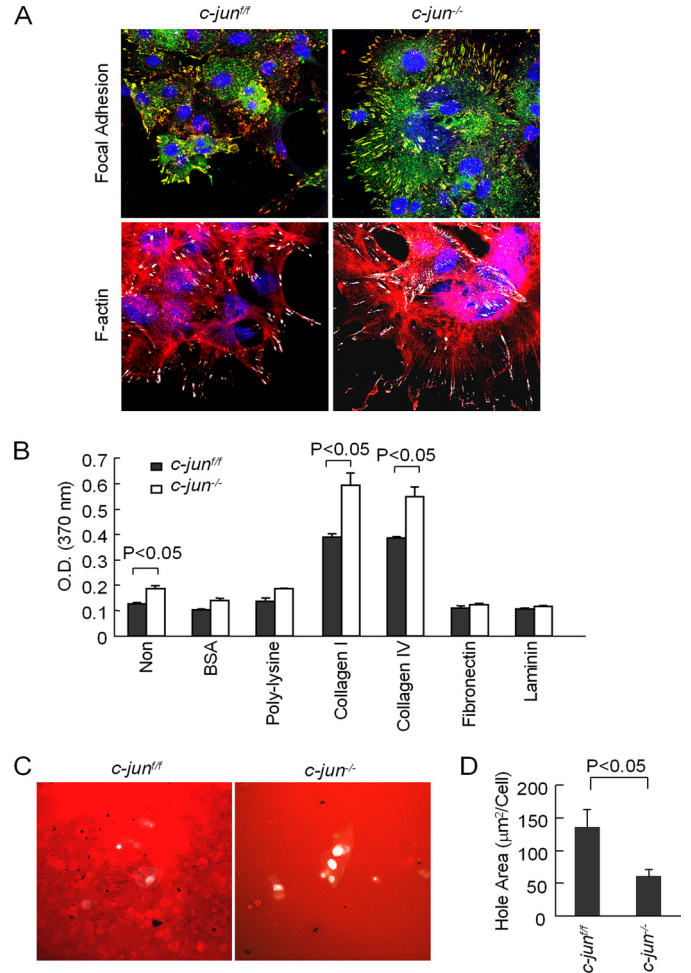 A
c-jun^f/f
c-jun^-/-
Focal Adhesion
F-actin
B
0.7
0.6
0.5
0.4
0.3
0.2
0.1
0
O.D. (370 nm)
c-jun^f/f
c-jun^-/-
P<0.05
P<0.05
P<0.05
Non
BSA
Poly-lysine
Collagen I
Collagen IV
Fibronectin
Laminin
C
c-jun^f/f
c-jun^-/-
D
P<0.05
200
150
100
50
0
Hole Area (μm²/Cell)
c-jun^f/f
c-jun^-/-